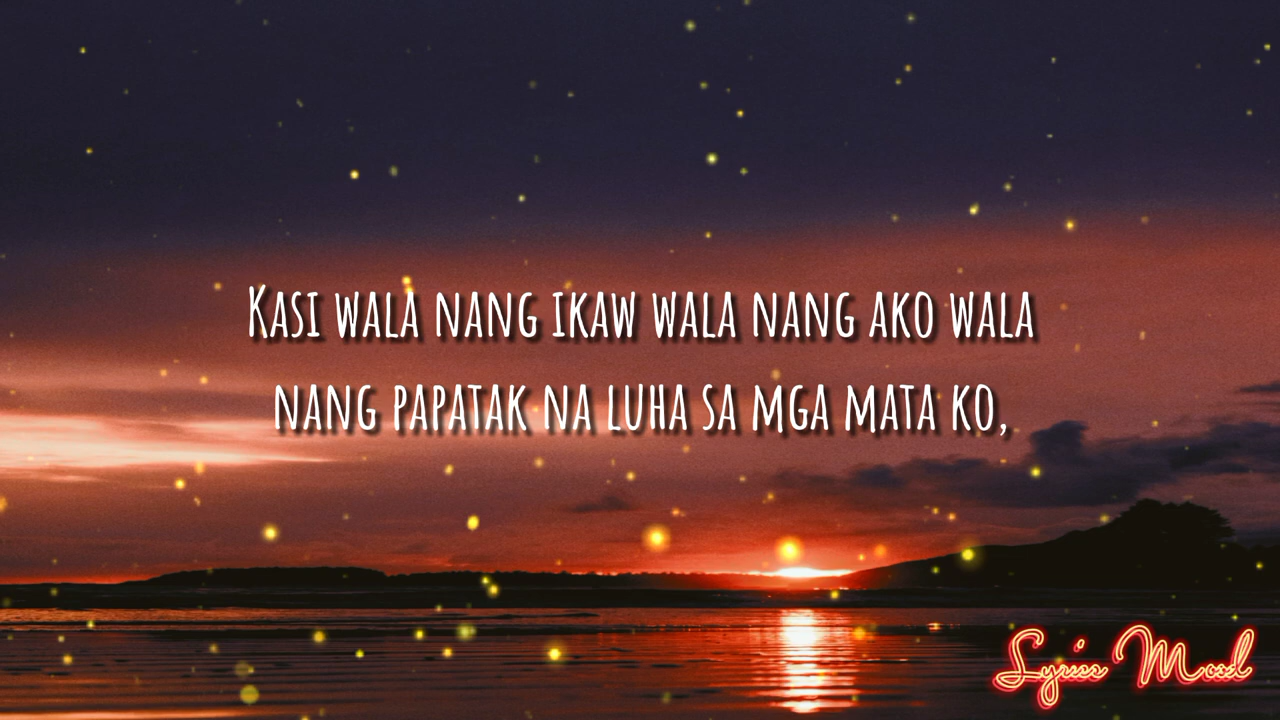 Kasi wala nang ikaw wala nang ako wala
nang papatak na luha sa mga mata ko,
Lyrics Mood